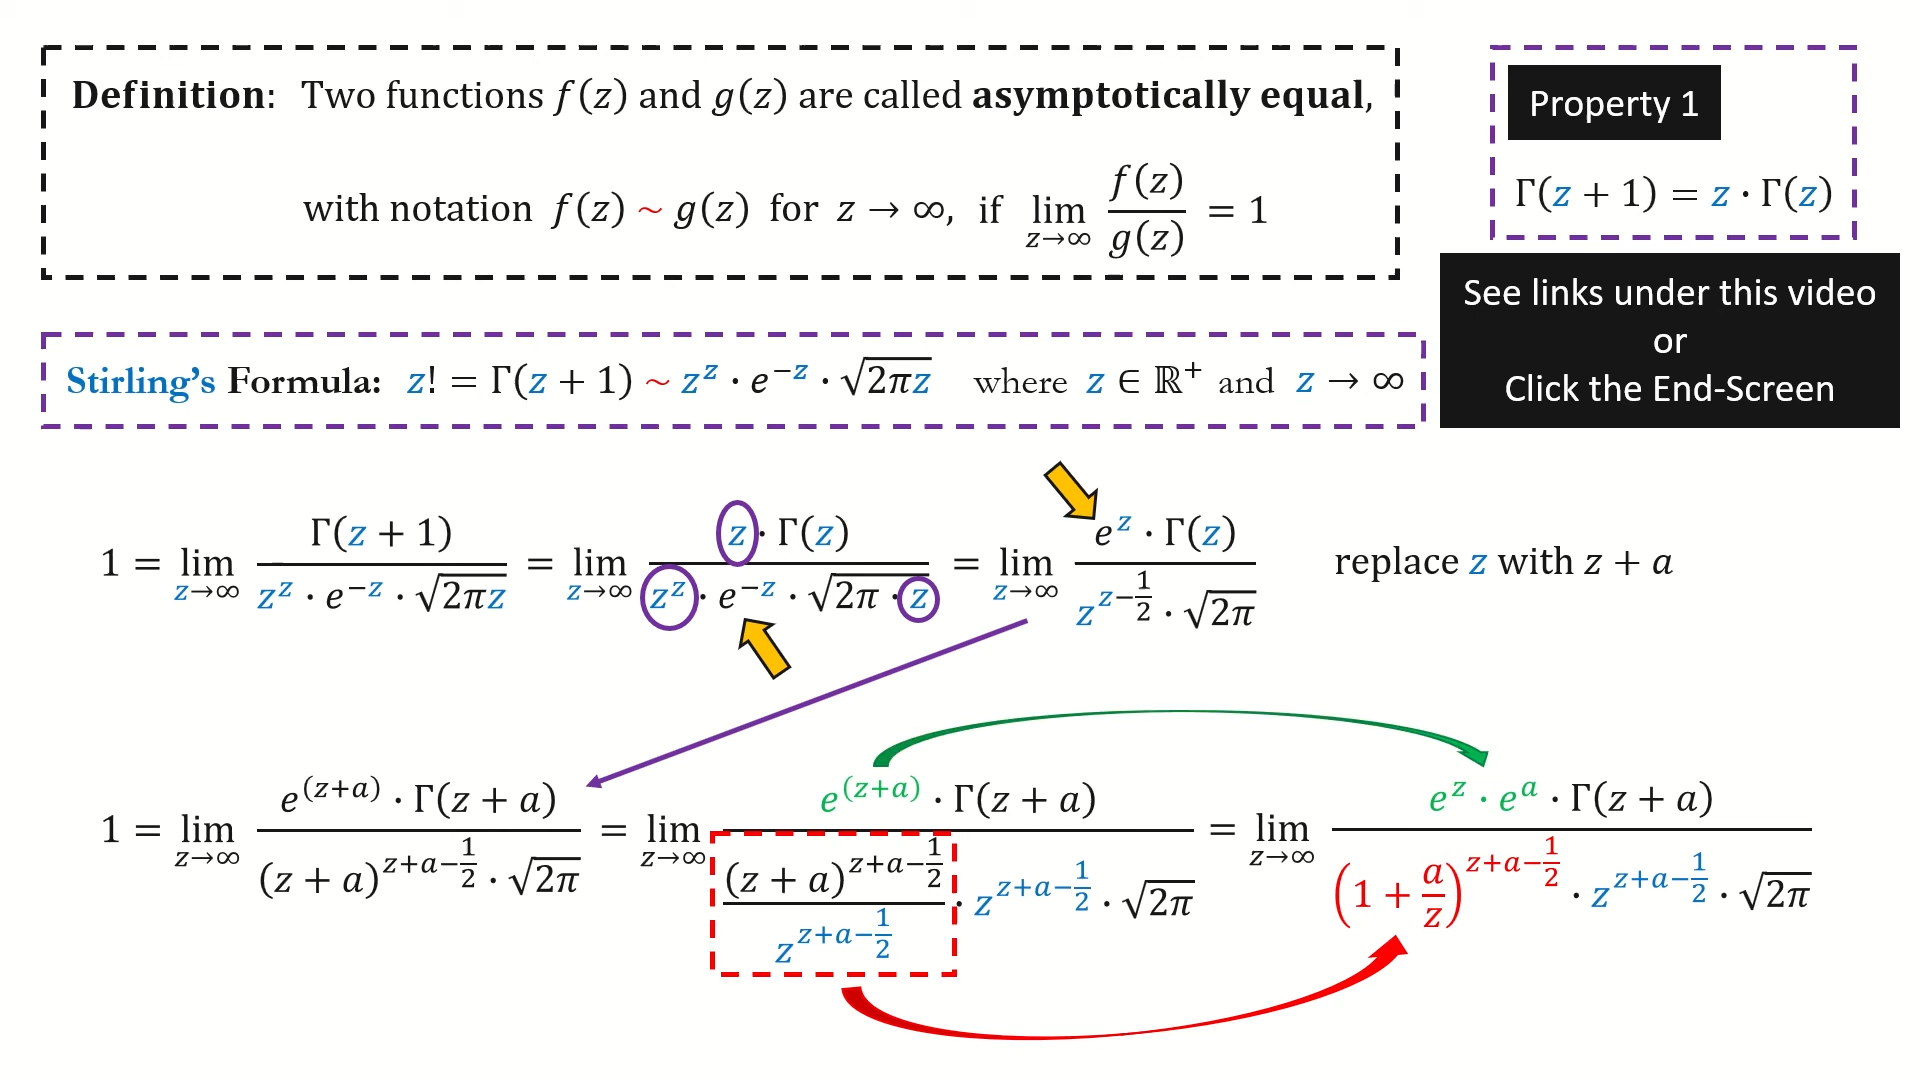 Definition: Two functions f(z) and g(z) are called asymptotically equal,
with notation f(z) ~ g(z) for z → ∞, if lim_{z→∞} f(z)/g(z) = 1
Property 1
Γ(z + 1) = z · Γ(z)
See links under this video
or
Click the End-Screen
Stirling's Formula: z! = Γ(z + 1) ~ z^z · e^{−z} · √(2πz) where z ∈ ℝ⁺ and z → ∞
1 = lim_{z→∞} Γ(z + 1)/(z^z · e^{−z} · √(2πz)) = lim_{z→∞} z · Γ(z)/(z^z · e^{−z} · √(2π · z)) = lim_{z→∞} e^z · Γ(z)/(z^{z−1/2} · √(2π)) replace z with z + a
1 = lim_{z→∞} e^{(z+a)} · Γ(z + a)/((z + a)^{z+a−1/2} · √(2π)) = lim_{z→∞} e^{(z+a)} · Γ(z + a)/((z + a)^{z+a−1/2}/z^{z+a−1/2} · z^{z+a−1/2} · √(2π)) = lim_{z→∞} e^z · e^a · Γ(z + a)/((1 + a/z)^{z+a−1/2} · z^{z+a−1/2} · √(2π))